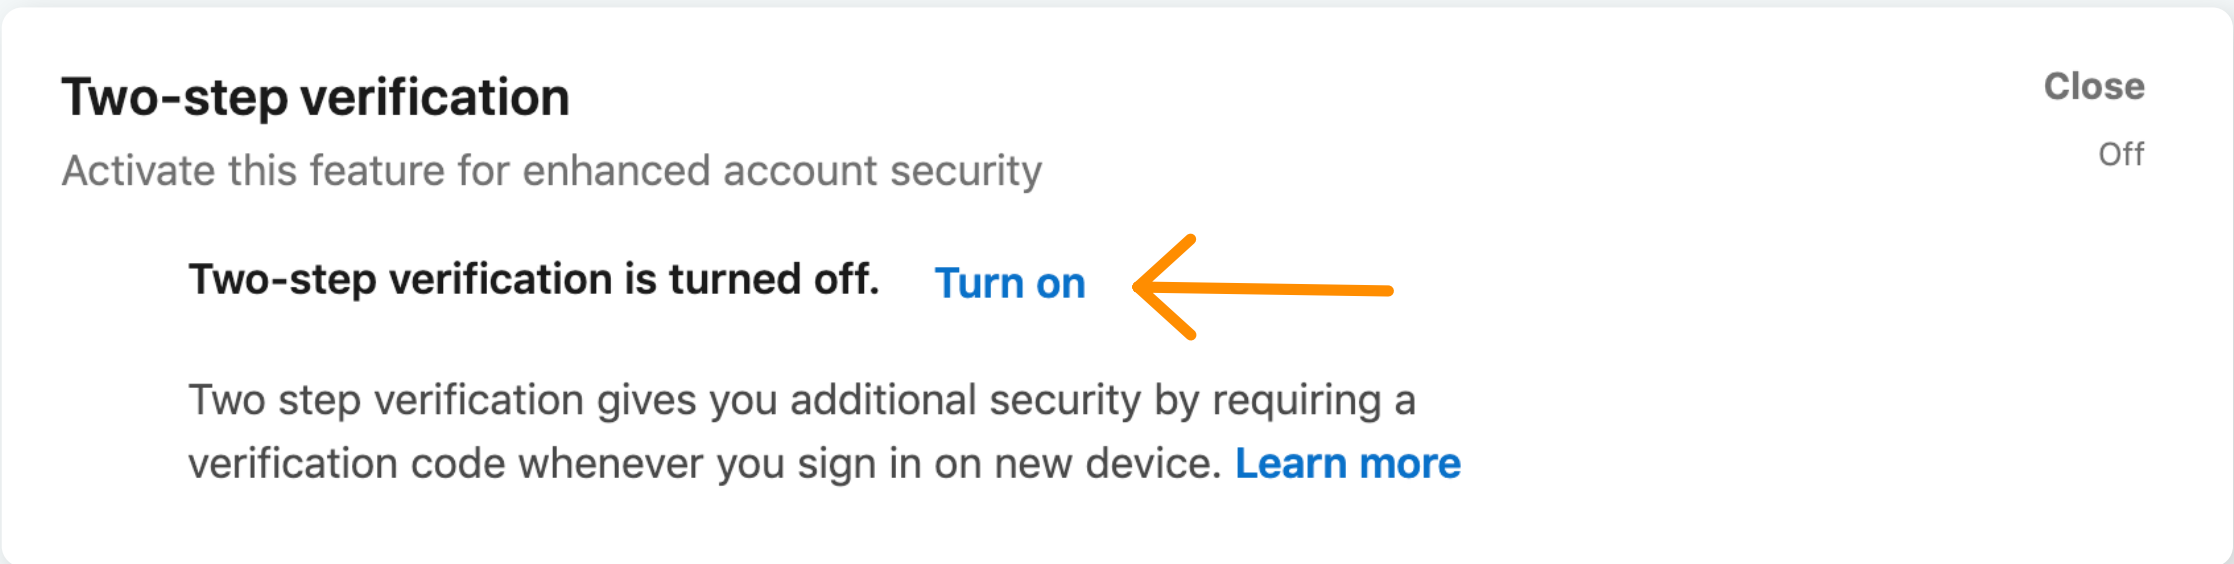 Two-step verification
Close
Activate this feature for enhanced account security
Off
Two-step verification is turned off. Turn on
Two step verification gives you additional security by requiring a
verification code whenever you sign in on new device. Learn more